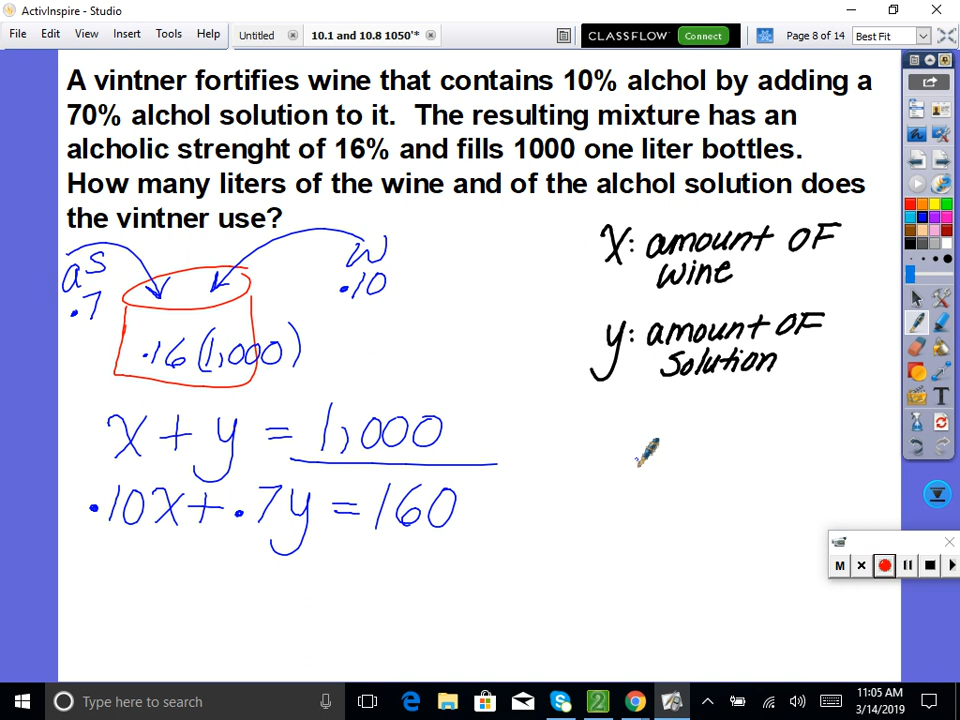 ActivInspire - Studio
File Edit View Insert Tools Help Untitled 10.1 and 10.8 1050'* CLASSFLOW Connect Page 8 of 14 Best Fit
A vintner fortifies wine that contains 10% alchol by adding a
70% alchol solution to it. The resulting mixture has an
alcholic strenght of 16% and fills 1000 one liter bottles.
How many liters of the wine and of the alchol solution does
the vintner use?
x: amount OF
wine
as
.7
W
.10
y: amount OF
solution
.16(1,000)
x + y = 1,000
.10x + .7y = 160
T
M
2
Type here to search
11:05 AM
3/14/2019